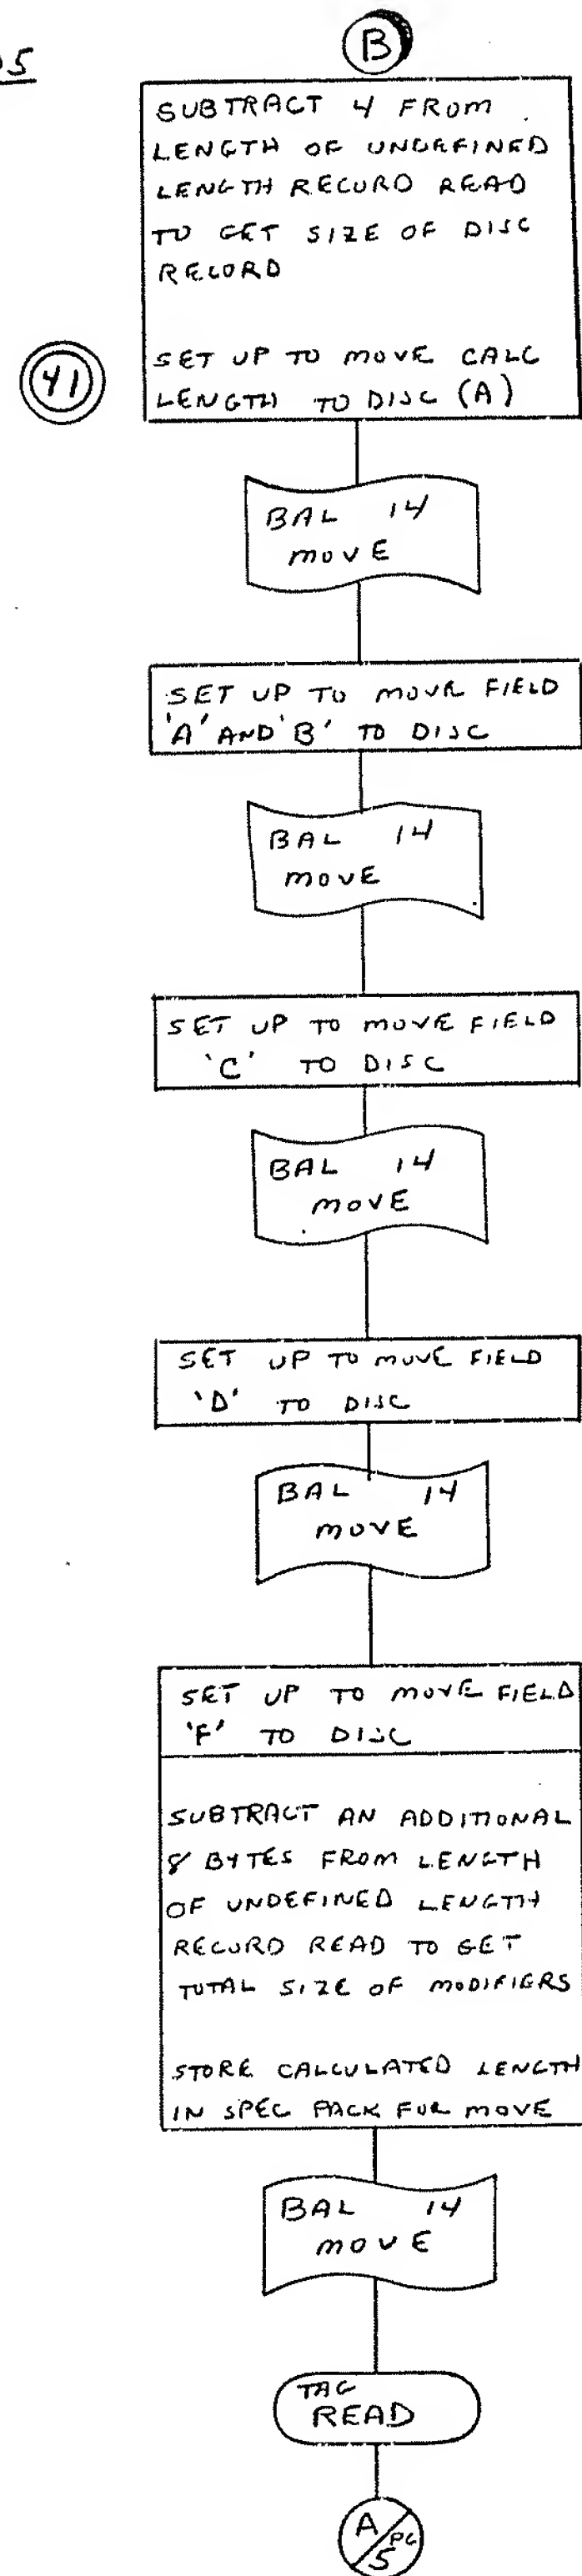 B
SUBTRACT 4 FROM
LENGTH OF UNDEFINED
LENGTH RECORD READ
TO GET SIZE OF DISC
RECORD
SET UP TO MOVE CALC
LENGTH TO DISC (A)
41
BAL 14
MOVE
SET UP TO MOVE FIELD
'A' AND 'B' TO DISC
BAL 14
MOVE
SET UP TO MOVE FIELD
'C' TO DISC
BAL 14
MOVE
SET UP TO MOVE FIELD
'D' TO DISC
BAL 14
MOVE
SET UP TO MOVE FIELD
'F' TO DISC
SUBTRACT AN ADDITIONAL
8 BYTES FROM LENGTH
OF UNDEFINED LENGTH
RECORD READ TO GET
TOTAL SIZE OF MODIFIERS
STORE CALCULATED LENGTH
IN SPEC PACK FOR MOVE
BAL 14
MOVE
TAG
READ
A
PG
5